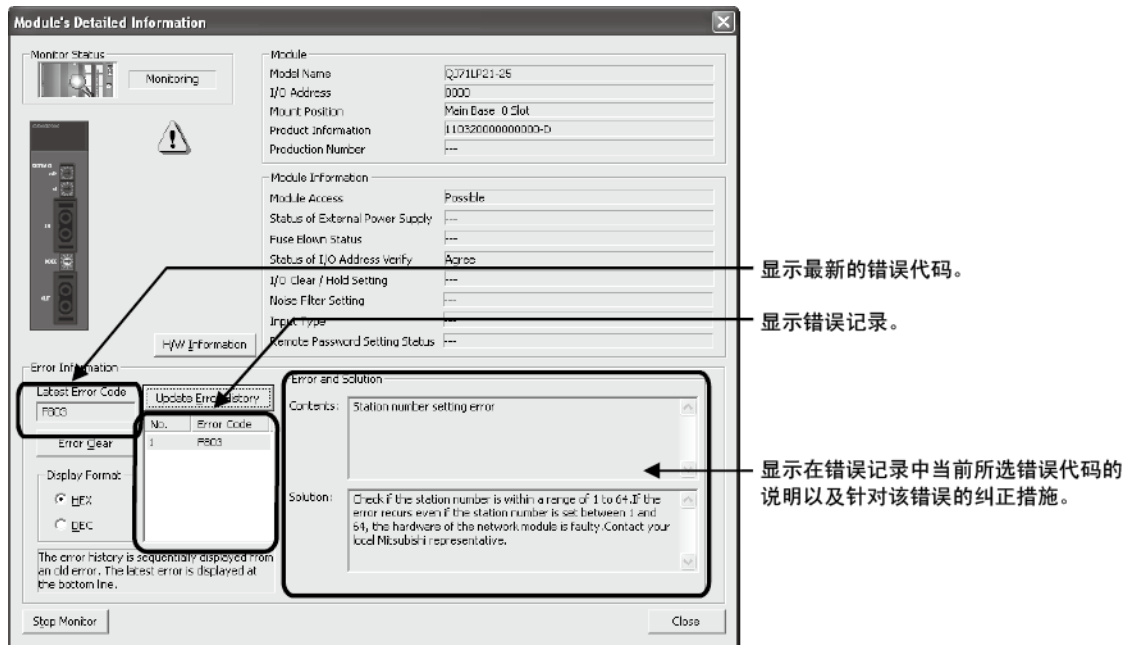 Module's Detailed Information
Monitor Status
Monitoring
Module
Model Name QJ71LP21-25
I/O Address 0000
Mount Position Main Base 0 Slot
Product Information 110320000000000-D
Production Number ---
Module Information
Module Access Possible
Status of External Power Supply ---
Fuse Blown Status ---
Status of I/O Address Verify Agree
I/O Clear / Hold Setting ---
Noise Filter Setting ---
Input Type ---
Remote Password Setting Status ---
H/W Information
Error Information
Latest Error Code
F803
Error Clear
Display Format
HEX
DEC
Update Error History
No. Error Code
1 F803
The error history is sequentially displayed from
an old error. The latest error is displayed at
the bottom line.
Error and Solution
Contents: Station number setting error
Solution: Check if the station number is within a range of 1 to 64.If the
error recurs even if the station number is set between 1 and
64, the hardware of the network module is faulty.Contact your
local Mitsubishi representative.
Stop Monitor
Close
显示最新的错误代码。
显示错误记录。
显示在错误记录中当前所选错误代码的
说明以及针对该错误的纠正措施。